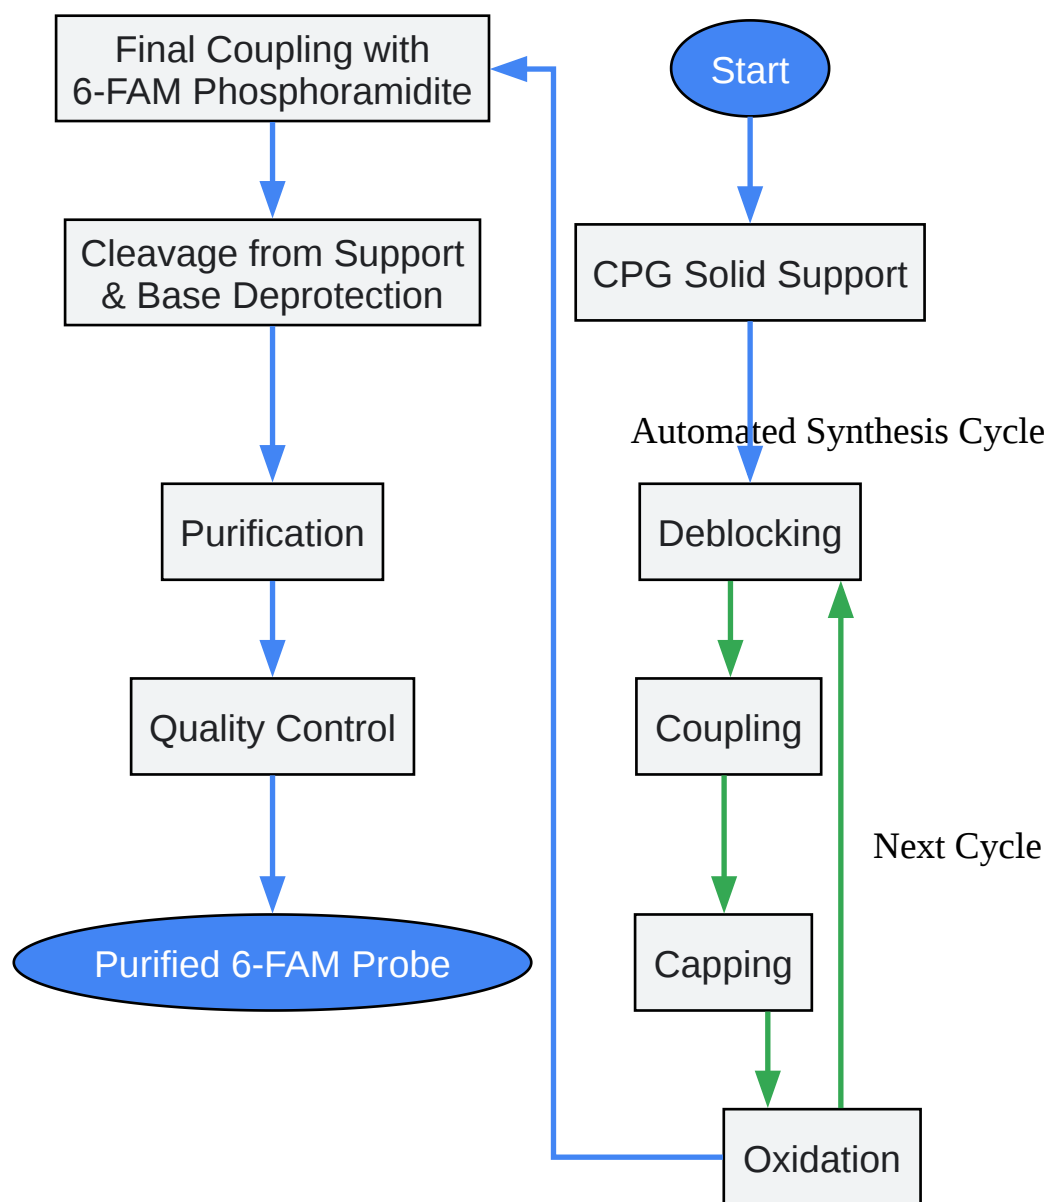 Start
CPG Solid Support
Automated Synthesis Cycle
Deblocking
Coupling
Next Cycle
Capping
Oxidation
Final Coupling with
6-FAM Phosphoramidite
Cleavage from Support
& Base Deprotection
Purification
Quality Control
Purified 6-FAM Probe